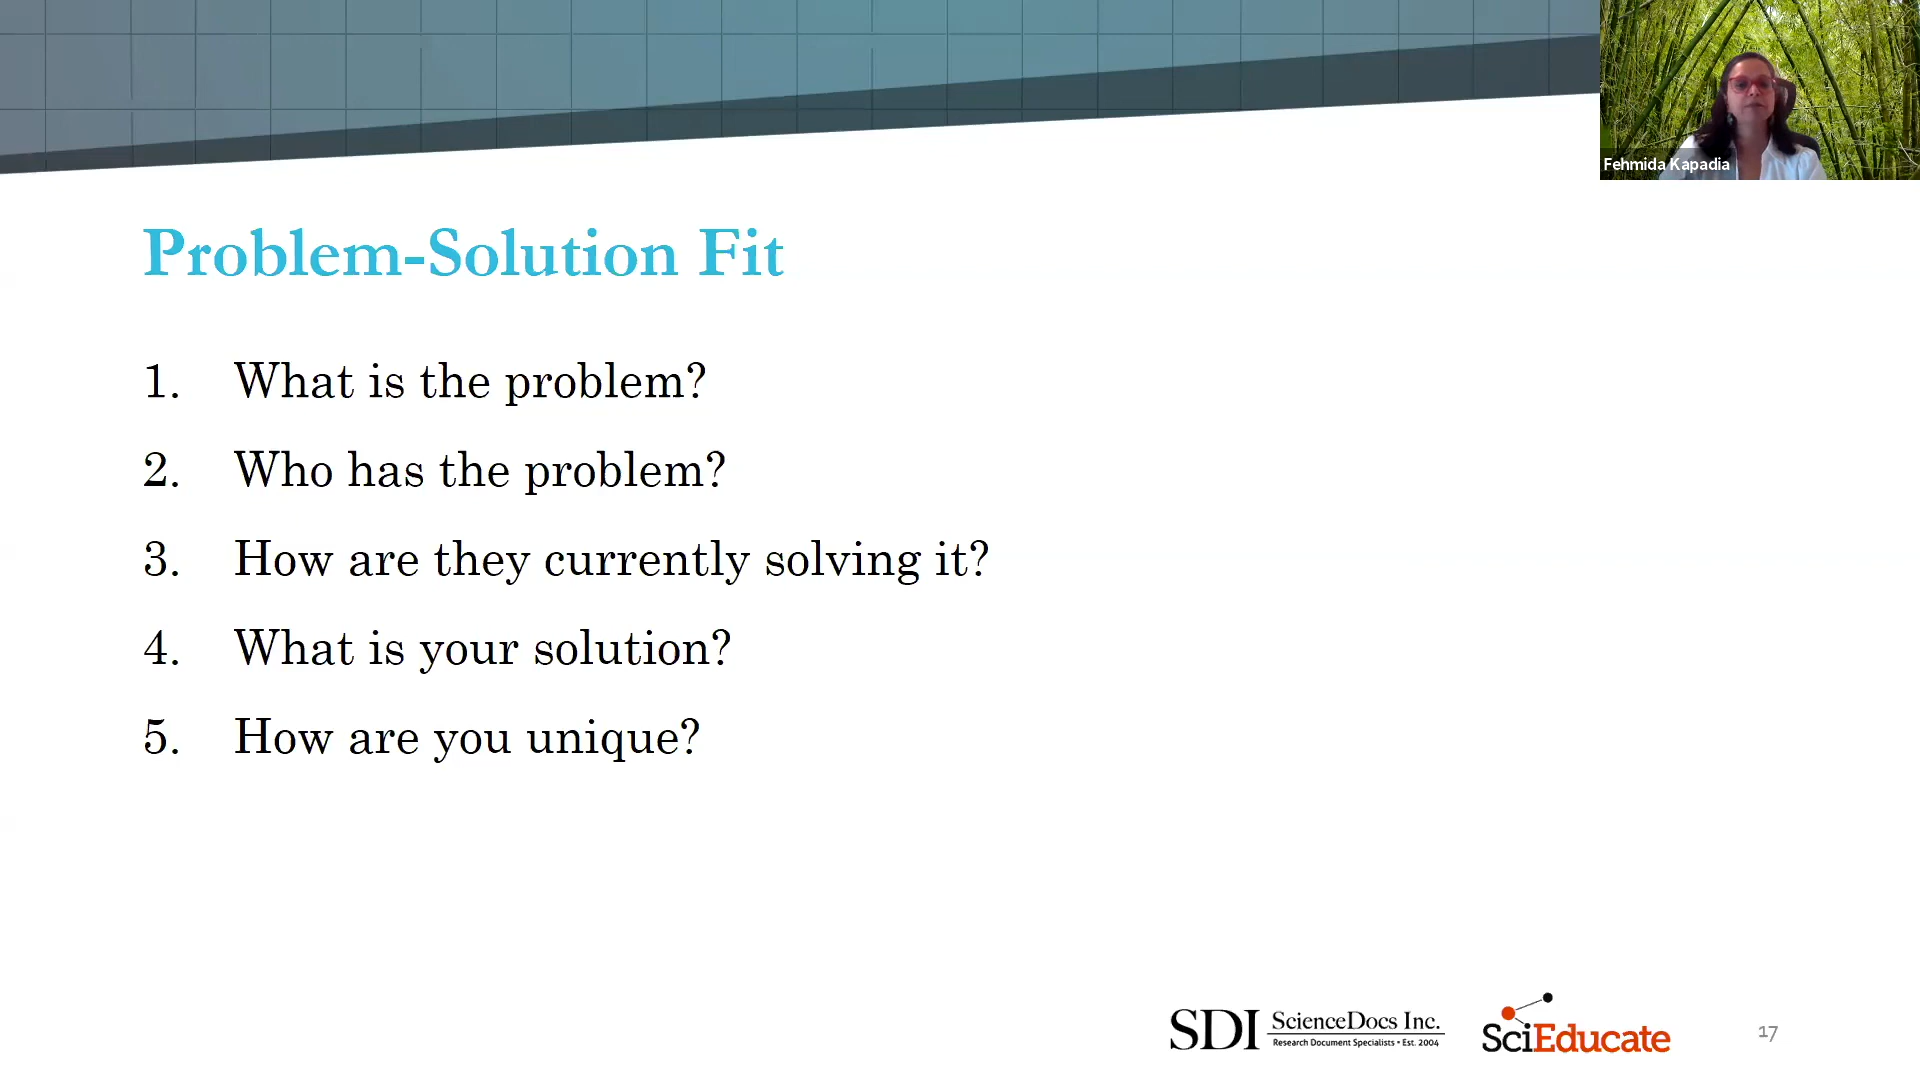 Fehmida Kapadia
Problem-Solution Fit
1. What is the problem?
2. Who has the problem?
3. How are they currently solving it?
4. What is your solution?
5. How are you unique?
SDI ScienceDocs Inc.
Research Document Specialists • Est. 2004
SciEducate
17